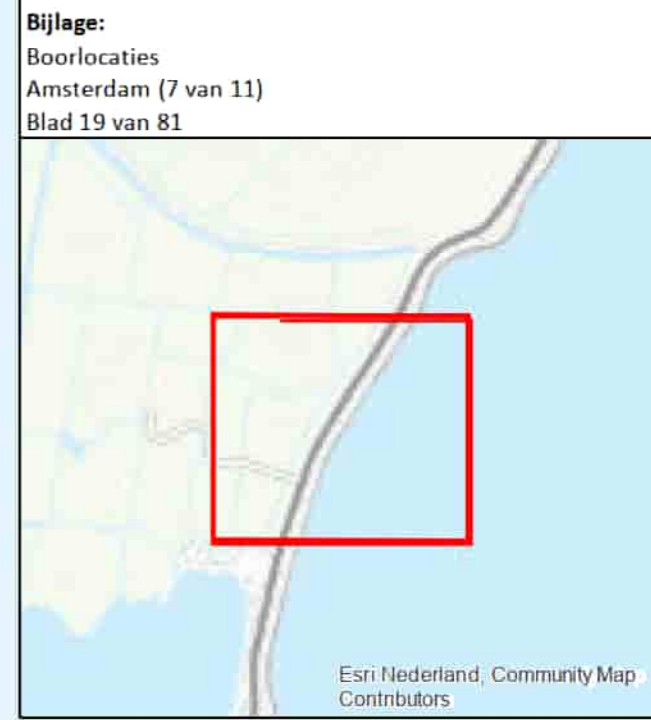 Bijlage:
Boorlocaties
Amsterdam (7 van 11)
Blad 19 van 81
Esri Nederland, Community Map
Contributors